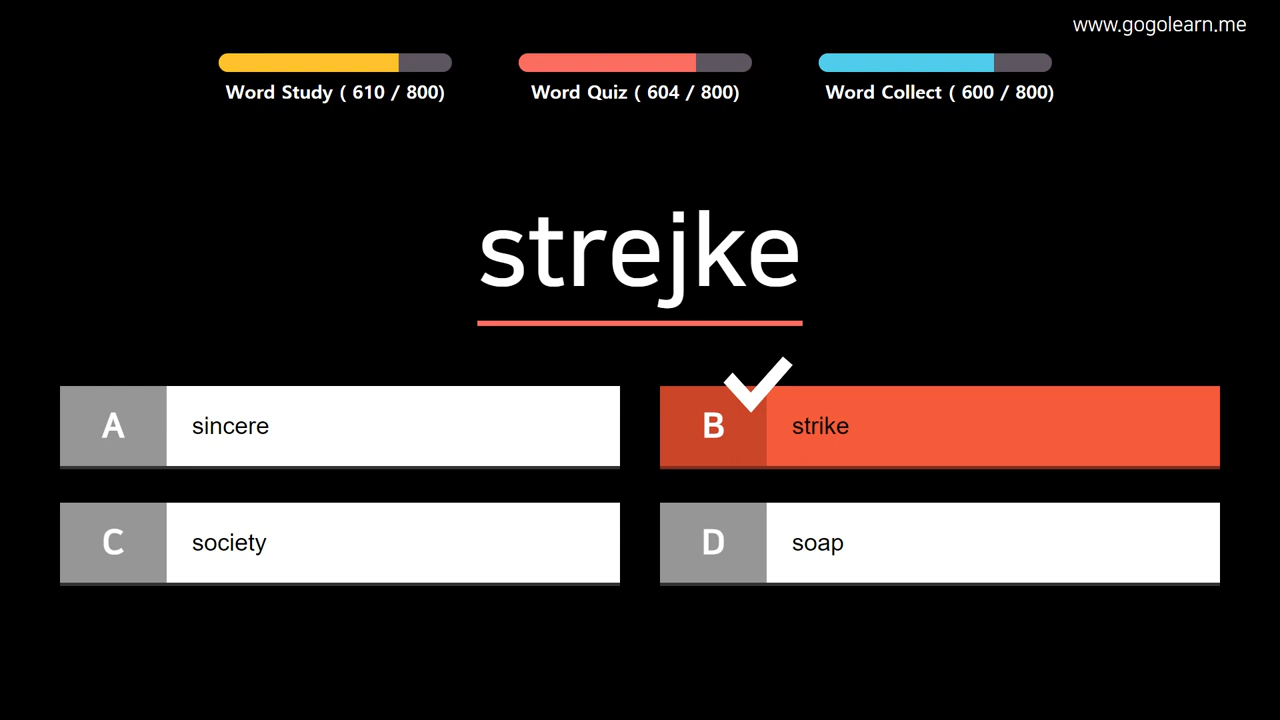 www.gogolearn.me
Word Study ( 610 / 800)
Word Quiz ( 604 / 800)
Word Collect ( 600 / 800)
strejke
A sincere
B strike
C society
D soap